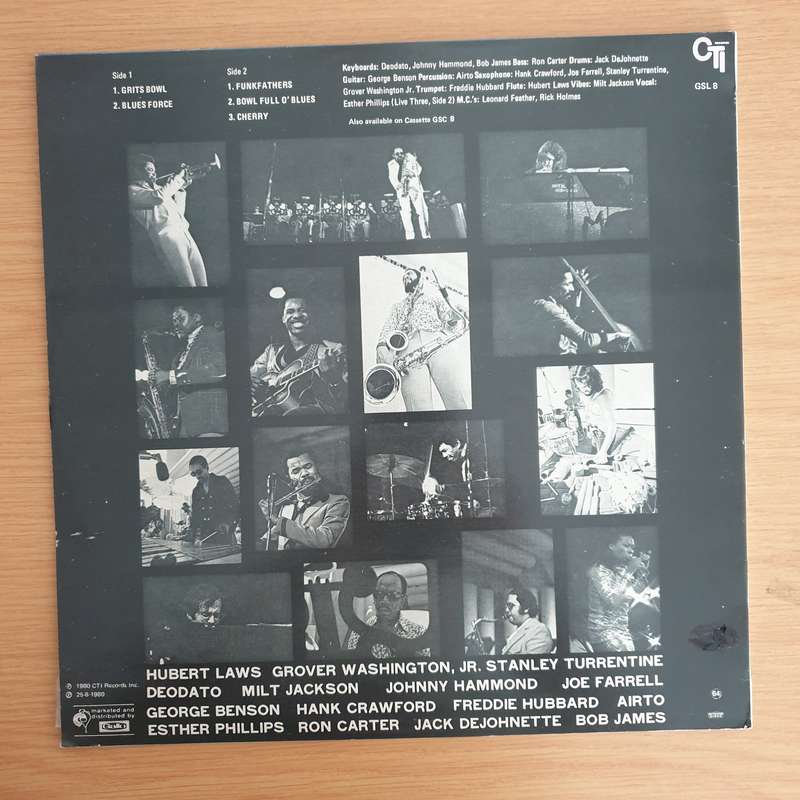 Side 1
1. GRITS BOWL
2. BLUES FORCE
Side 2
1. FUNKFATHERS
2. BOWL FULL O' BLUES
3. CHERRY
Keyboards: Deodato, Johnny Hammond, Bob James Bass: Ron Carter Drums: Jack DeJohnette
Guitar: George Benson Percussion: Airto Saxophone: Hank Crawford, Joe Farrell, Stanley Turrentine,
Grover Washington Jr. Trumpet: Freddie Hubbard Flute: Hubert Laws Vibes: Milt Jackson Vocal:
Esther Phillips (Live Three, Side 2) M.C.'s: Leonard Feather, Rick Holmes
Also available on Cassette GSC 8
CTI
GSL 8
HUBERT LAWS GROVER WASHINGTON, JR. STANLEY TURRENTINE
DEODATO MILT JACKSON JOHNNY HAMMOND JOE FARRELL
GEORGE BENSON HANK CRAWFORD FREDDIE HUBBARD AIRTO
ESTHER PHILLIPS RON CARTER JACK DEJOHNETTE BOB JAMES
℗ 1980 CTI Records Inc.
© 25-8-1980
marketed and
distributed by
Gallo
64